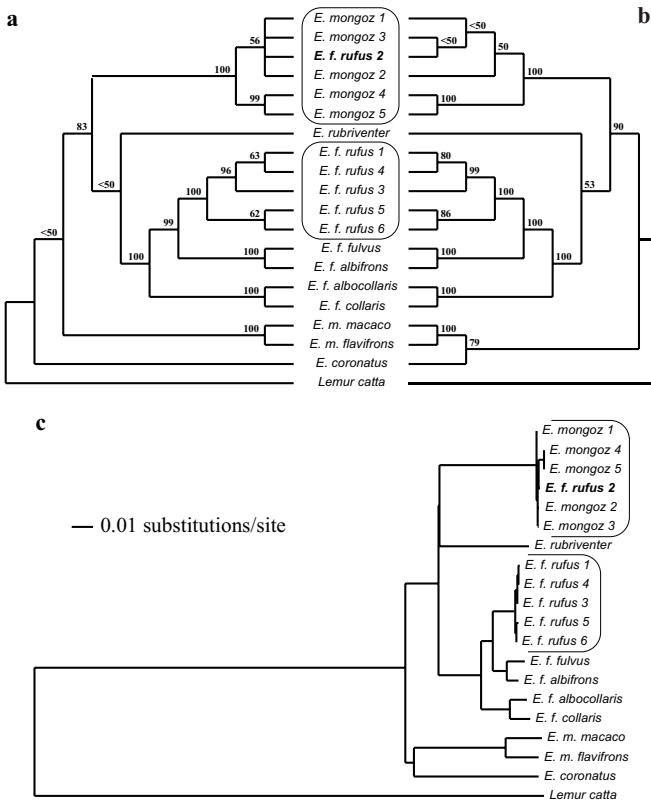 a
b
E. mongoz 1
<50
E. mongoz 3
56
<50
50
E. f. rufus 2
100
E. mongoz 2
100
E. mongoz 4
99
100
E. mongoz 5
83
90
E. rubriventer
E. f. rufus 1
63
80
E. f. rufus 4
96
99
<50
100
E. f. rufus 3
100
53
E. f. rufus 5
62
86
99
E. f. rufus 6
100
<50
E. f. fulvus
100
100
100
E. f. albifrons
E. f. albocollaris
100
100
E. f. collaris
E. m. macaco
100
100
E. m. flavifrons
79
E. coronatus
Lemur catta
c
E. mongoz 1
E. mongoz 4
E. mongoz 5
E. f. rufus 2
E. mongoz 2
0.01 substitutions/site
E. mongoz 3
E. rubriventer
E. f. rufus 1
E. f. rufus 4
E. f. rufus 3
E. f. rufus 5
E. f. rufus 6
E. f. fulvus
E. f. albifrons
E. f. albocollaris
E. f. collaris
E. m. macaco
E. m. flavifrons
E. coronatus
Lemur catta